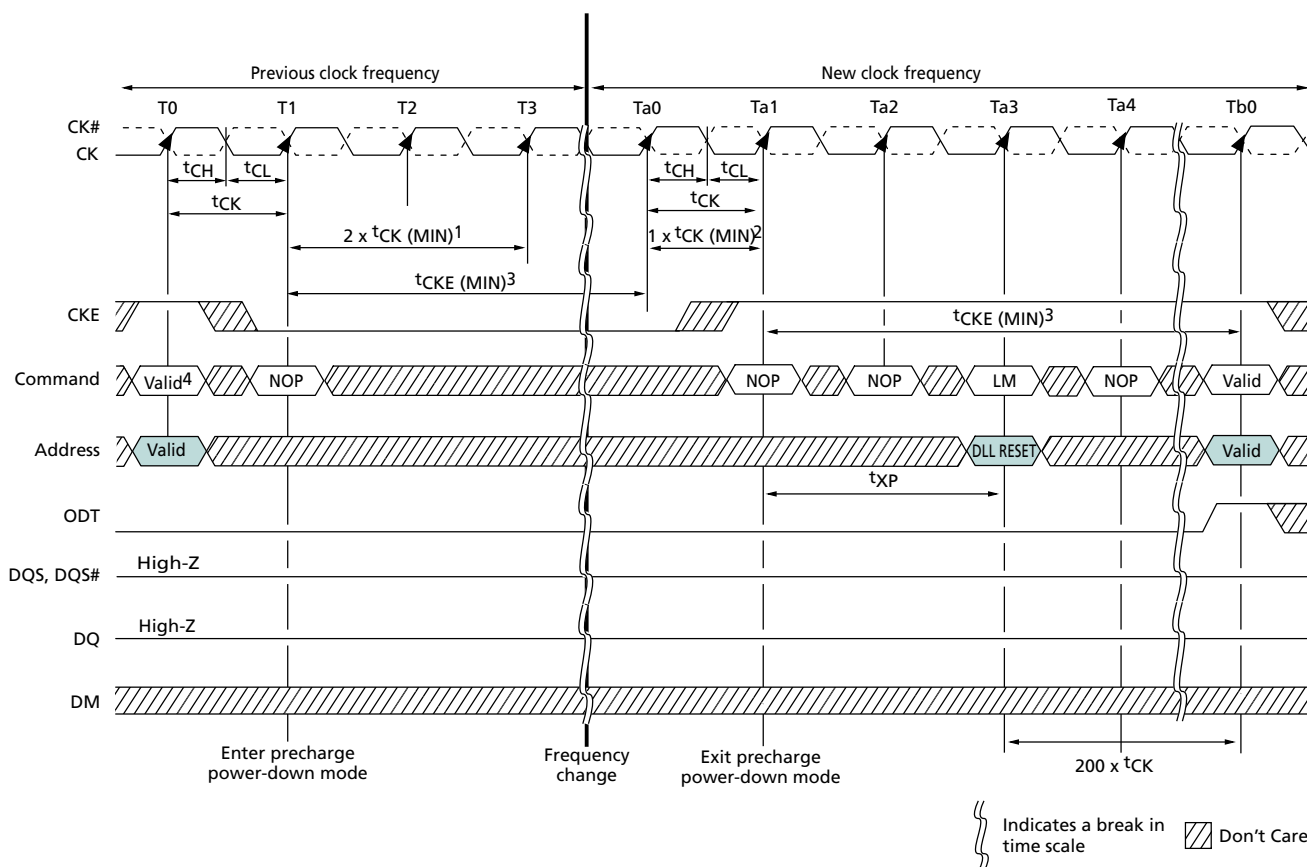 Previous clock frequency
New clock frequency
T0 T1 T2 T3 Ta0 Ta1 Ta2 Ta3 Ta4 Tb0
CK#
CK
tCH tCL tCH tCL
tCK tCK
2 x tCK (MIN)1 1 x tCK (MIN)2
tCKE (MIN)3
CKE
tCKE (MIN)3
Command Valid4 NOP NOP NOP LM NOP Valid
Address Valid DLL RESET Valid
tXP
ODT
High-Z
DQS, DQS#
High-Z
DQ
DM
Enter precharge
power-down mode
Frequency
change
Exit precharge
power-down mode
200 x tCK
Indicates a break in
time scale
Don't Care